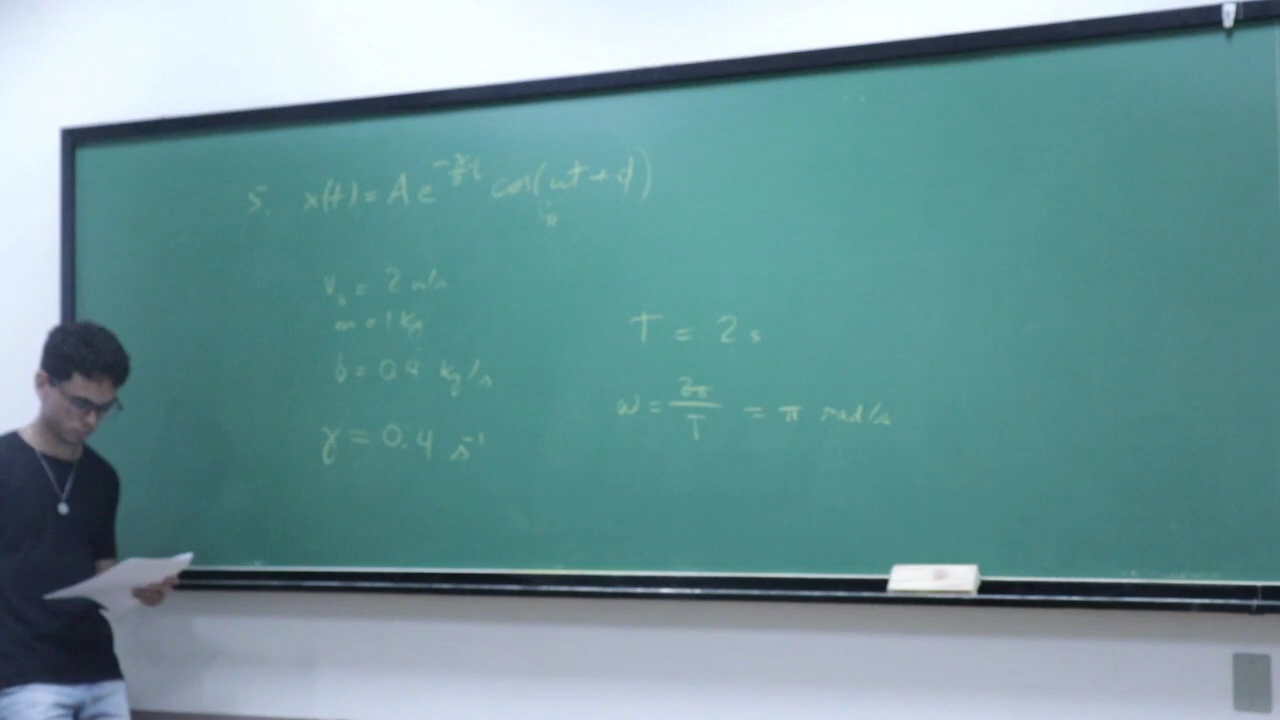 5. x(t) = A e^{-γ/2 t} cos(ωt + φ)
π
v₀ = 2 m/s
m = 1 kg
b = 0.4 kg/s
γ = 0.4 s⁻¹
T = 2 s
ω = 2π/T = π rad/s